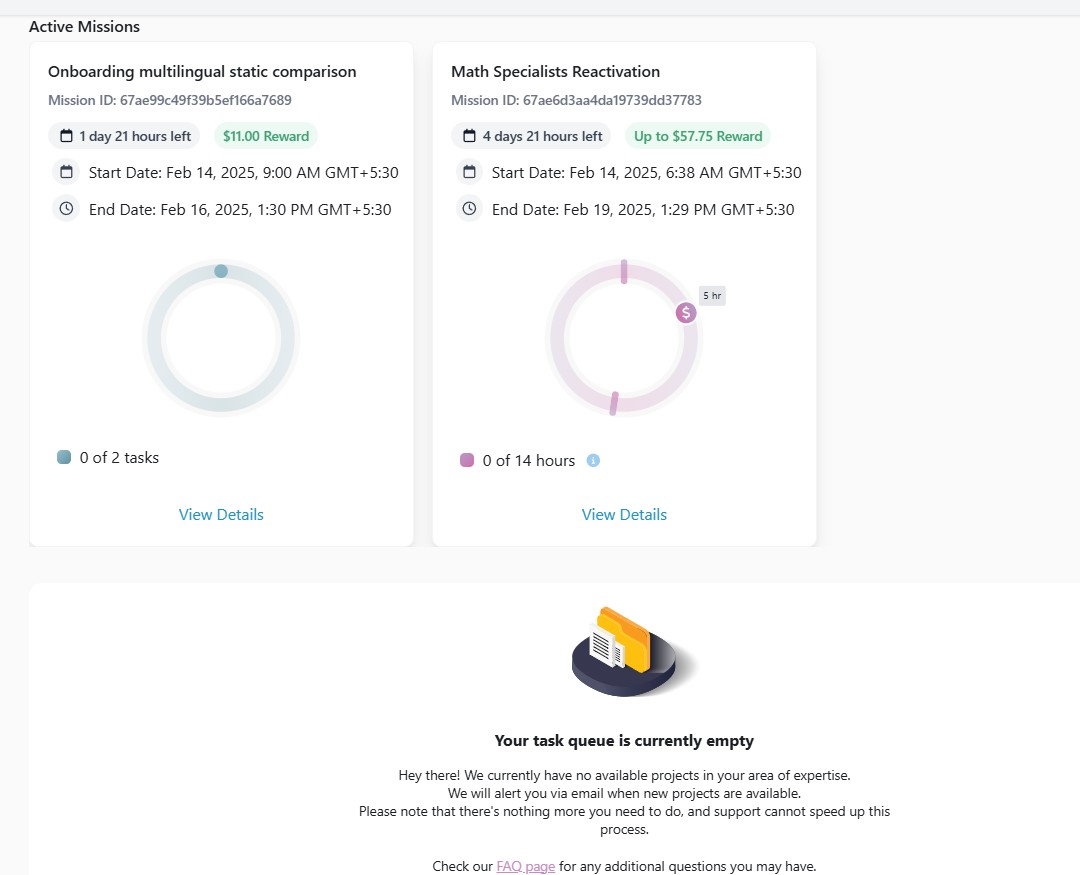 Active Missions
Onboarding multilingual static comparison
Mission ID: 67ae99c49f39b5ef166a7689
1 day 21 hours left
$11.00 Reward
Start Date: Feb 14, 2025, 9:00 AM GMT+5:30
End Date: Feb 16, 2025, 1:30 PM GMT+5:30
0 of 2 tasks
View Details
Math Specialists Reactivation
Mission ID: 67ae6d3aa4da19739dd37783
4 days 21 hours left
Up to $57.75 Reward
Start Date: Feb 14, 2025, 6:38 AM GMT+5:30
End Date: Feb 19, 2025, 1:29 PM GMT+5:30
5 hr
$
0 of 14 hours
View Details
Your task queue is currently empty
Hey there! We currently have no available projects in your area of expertise.
We will alert you via email when new projects are available.
Please note that there's nothing more you need to do, and support cannot speed up this
process.
Check our FAQ page for any additional questions you may have.